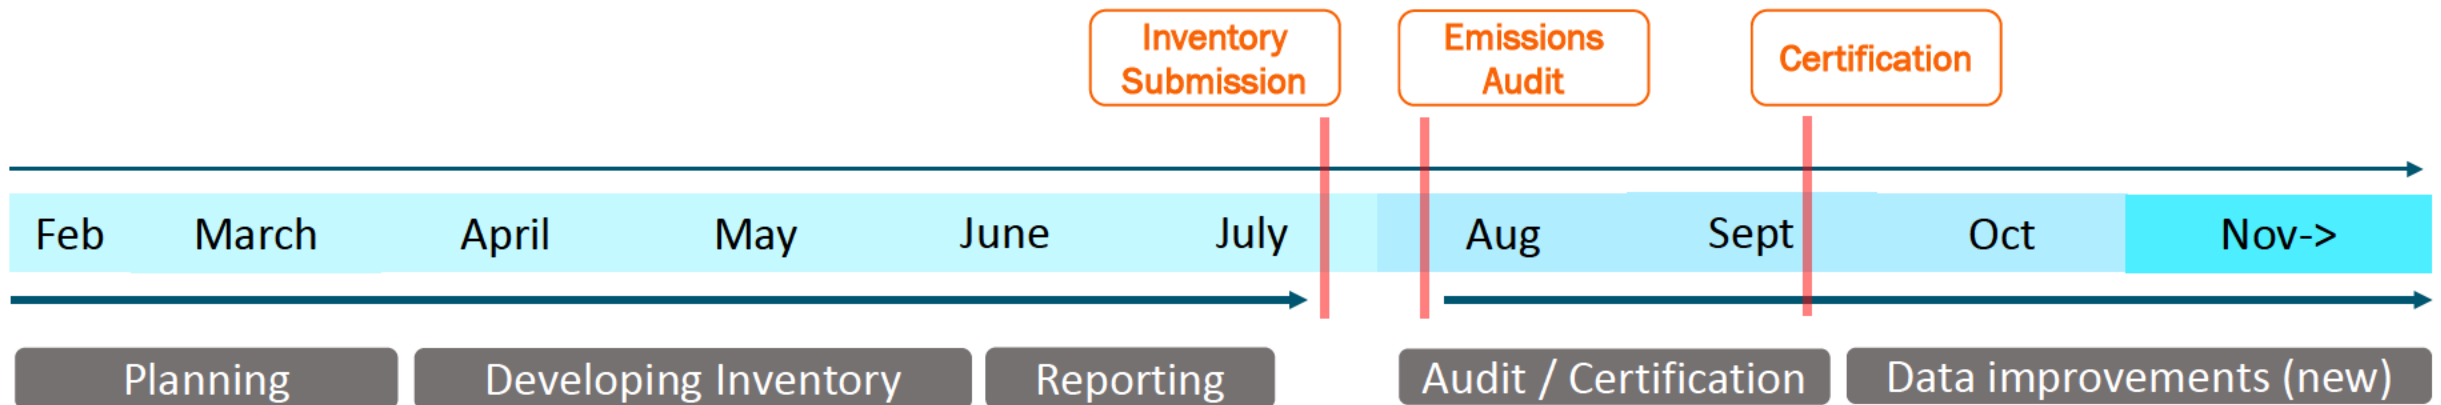 Inventory
Submission
Emissions
Audit
Certification
Feb March April May June July Aug Sept Oct Nov->
Planning Developing Inventory Reporting Audit / Certification Data improvements (new)